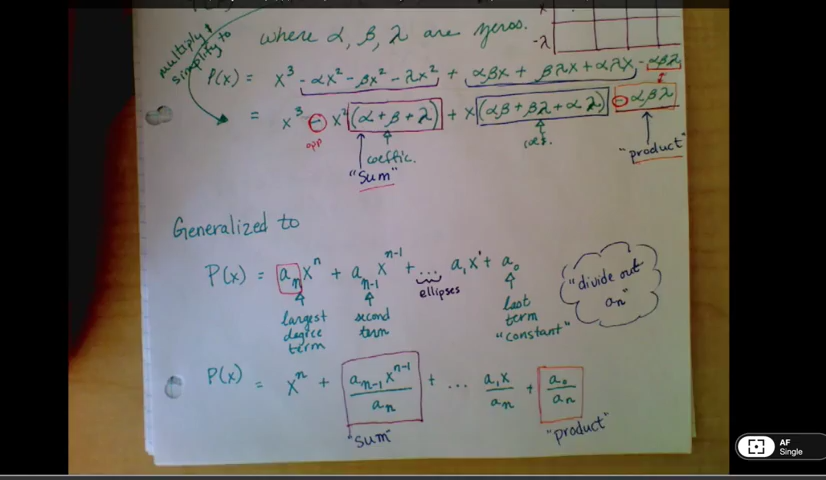 multiply & simplify to
where α, β, λ are zeros.
x
-λ
P(x) = x³ - αx² - βx² - λx² + αβx + βλx + αλx - αβλ
= x³ - x² (α + β + λ) + x (αβ + βλ + αλ) - αβλ
opp
coeffic.
coef.
"product"
"sum"
Generalized to
P(x) = aₙxⁿ + aₙ₋₁xⁿ⁻¹ + ... a₁x¹ + a₀
ellipses
largest degree term
second term
last term "constant"
"divide out aₙ"
P(x) = xⁿ + aₙ₋₁xⁿ⁻¹/aₙ + ... a₁x/aₙ + a₀/aₙ
"sum"
"product"
AF
Single